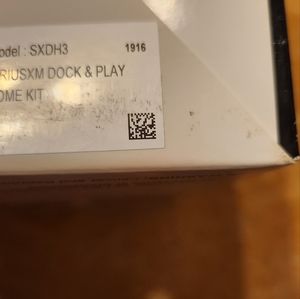 odel : SXDH3 1916
RIUSXM DOCK & PLAY
OME KIT